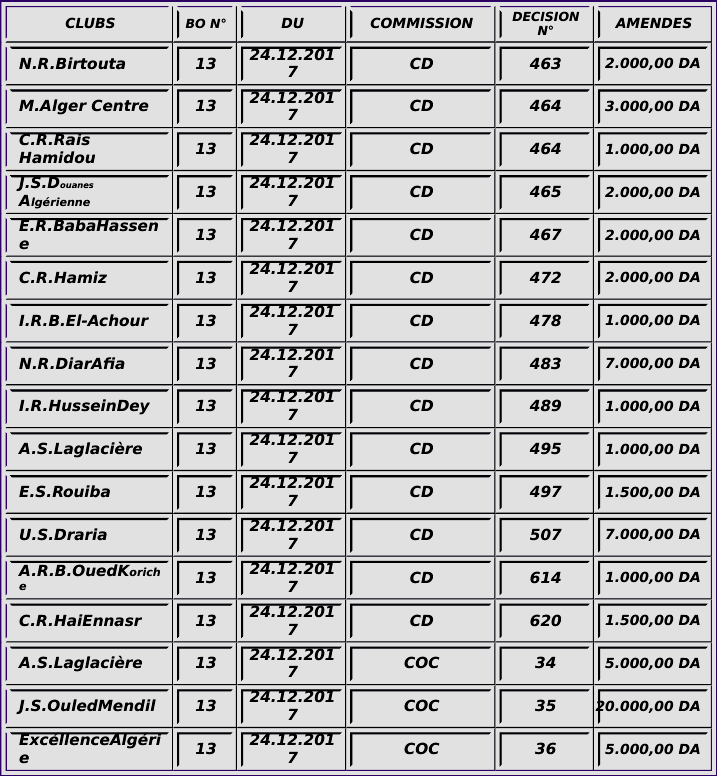 CLUBS BO N° DU COMMISSION DECISION N° AMENDES
N.R.Birtouta 13 24.12.2017 CD 463 2.000,00 DA
M.Alger Centre 13 24.12.2017 CD 464 3.000,00 DA
C.R.Rais Hamidou 13 24.12.2017 CD 464 1.000,00 DA
J.S.Douanes Algérienne 13 24.12.2017 CD 465 2.000,00 DA
E.R.BabaHassene 13 24.12.2017 CD 467 2.000,00 DA
C.R.Hamiz 13 24.12.2017 CD 472 2.000,00 DA
I.R.B.El-Achour 13 24.12.2017 CD 478 1.000,00 DA
N.R.DiarAfia 13 24.12.2017 CD 483 7.000,00 DA
I.R.HusseinDey 13 24.12.2017 CD 489 1.000,00 DA
A.S.Laglacière 13 24.12.2017 CD 495 1.000,00 DA
E.S.Rouiba 13 24.12.2017 CD 497 1.500,00 DA
U.S.Draria 13 24.12.2017 CD 507 7.000,00 DA
A.R.B.OuedKoriche 13 24.12.2017 CD 614 1.000,00 DA
C.R.HaiEnnasr 13 24.12.2017 CD 620 1.500,00 DA
A.S.Laglacière 13 24.12.2017 COC 34 5.000,00 DA
J.S.OuledMendil 13 24.12.2017 COC 35 20.000,00 DA
ExcéllenceAlgérie 13 24.12.2017 COC 36 5.000,00 DA